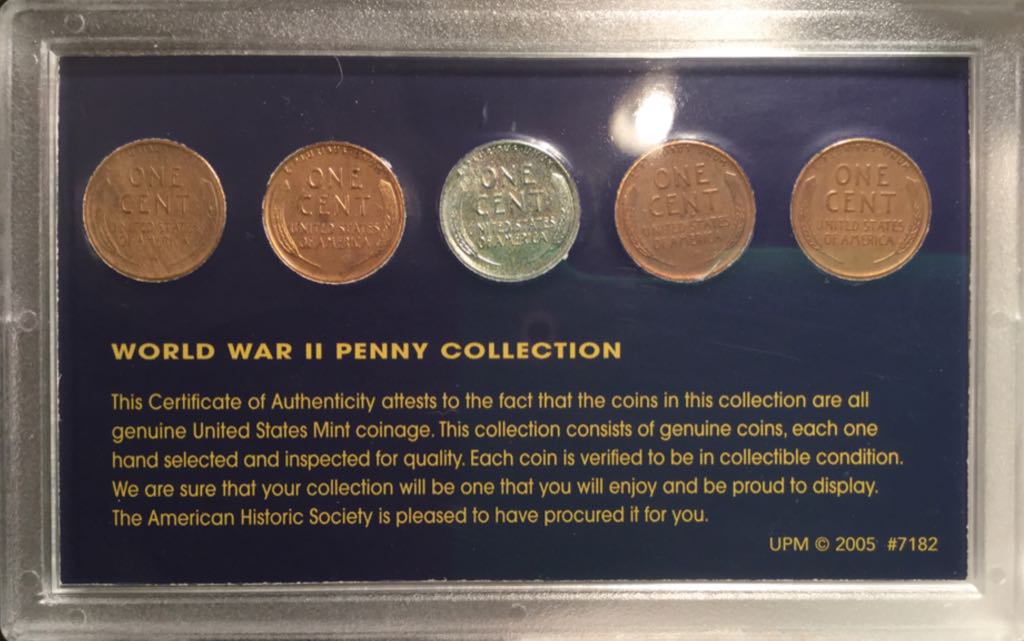 ONE
CENT
UNITED STATES
OF AMERICA
ONE
CENT
UNITED STATES
OF AMERICA
ONE
CENT
UNITED STATES
OF AMERICA
ONE
CENT
UNITED STATES
OF AMERICA
ONE
CENT
UNITED STATES
OF AMERICA
WORLD WAR II PENNY COLLECTION
This Certificate of Authenticity attests to the fact that the coins in this collection are all
genuine United States Mint coinage. This collection consists of genuine coins, each one
hand selected and inspected for quality. Each coin is verified to be in collectible condition.
We are sure that your collection will be one that you will enjoy and be proud to display.
The American Historic Society is pleased to have procured it for you.
UPM © 2005 #7182